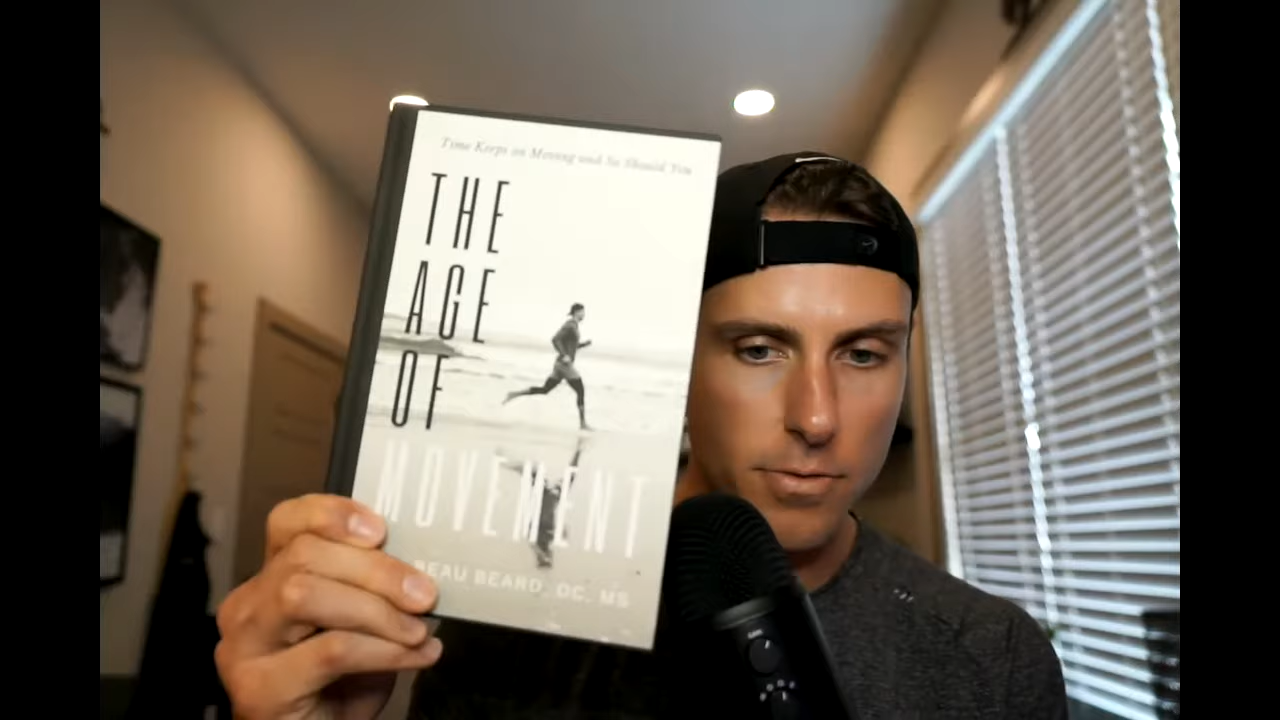 Time Keeps on Moving and So Should You
THE
AGE
OF
MOVEMENT
BEAU BEARD, DC, MS